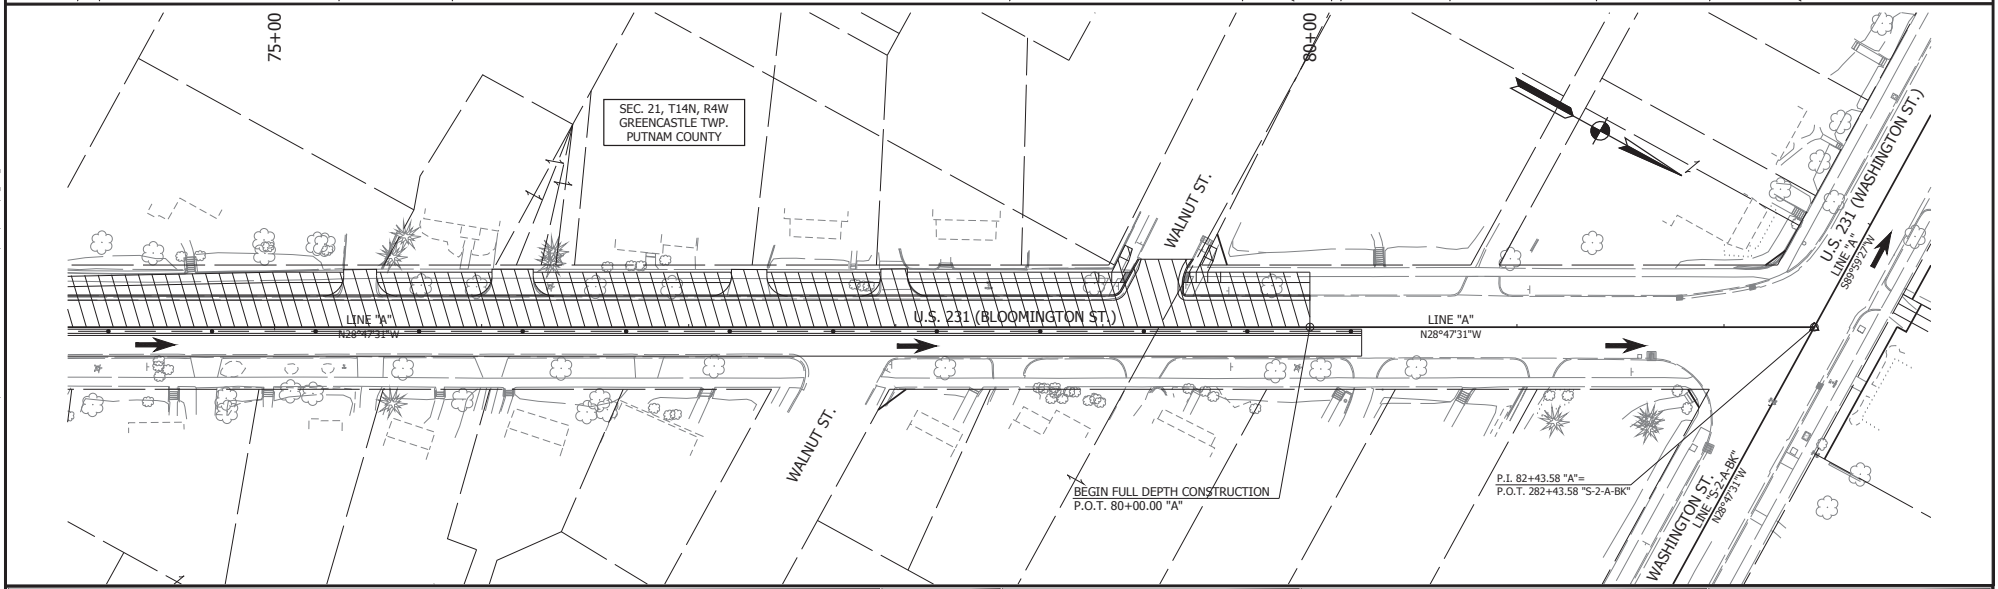 75+00
80+00
SEC. 21, T14N, R4W
GREENCASTLE TWP.
PUTNAM COUNTY
WALNUT ST.
U.S. 231 (WASHINGTON ST.)
LINE "A"
S89°59'27"W
LINE "A"
N28°47'31"W
U.S. 231 (BLOOMINGTON ST.)
LINE "A"
N28°47'31"W
WALNUT ST.
BEGIN FULL DEPTH CONSTRUCTION
P.O.T. 80+00.00 "A"
P.I. 82+43.58 "A"=
P.O.T. 282+43.58 "S-2-A-BK"
WASHINGTON ST.
LINE "S-2-A-BK"
N28°47'31"W